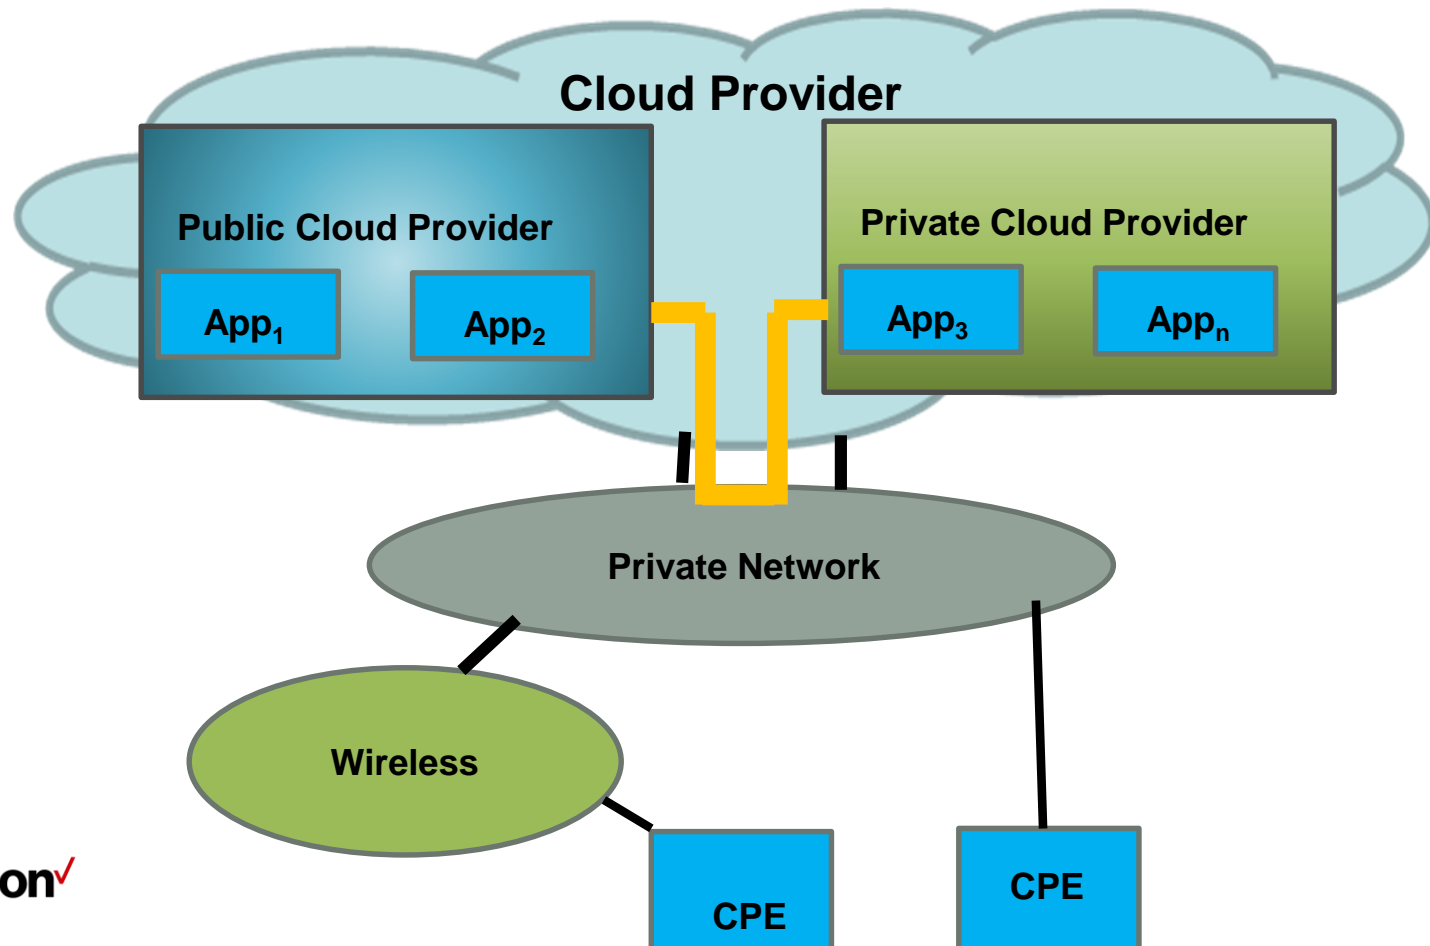 Cloud Provider
Public Cloud Provider
Private Cloud Provider
App1
App2
App3
Appn
Private Network
Wireless
CPE
CPE
on✓